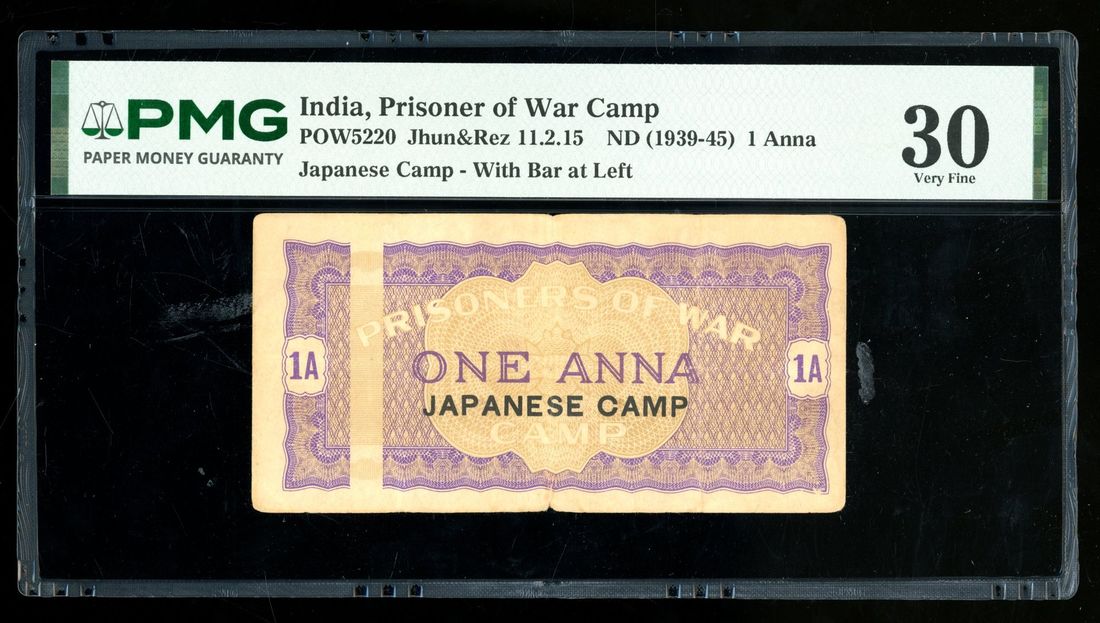 PMG
PAPER MONEY GUARANTY
India, Prisoner of War Camp
POW5220 Jhun&Rez 11.2.15 ND (1939-45) 1 Anna
Japanese Camp - With Bar at Left
30
Very Fine
PRISONERS OF WAR
1A
ONE ANNA
1A
JAPANESE CAMP
CAMP